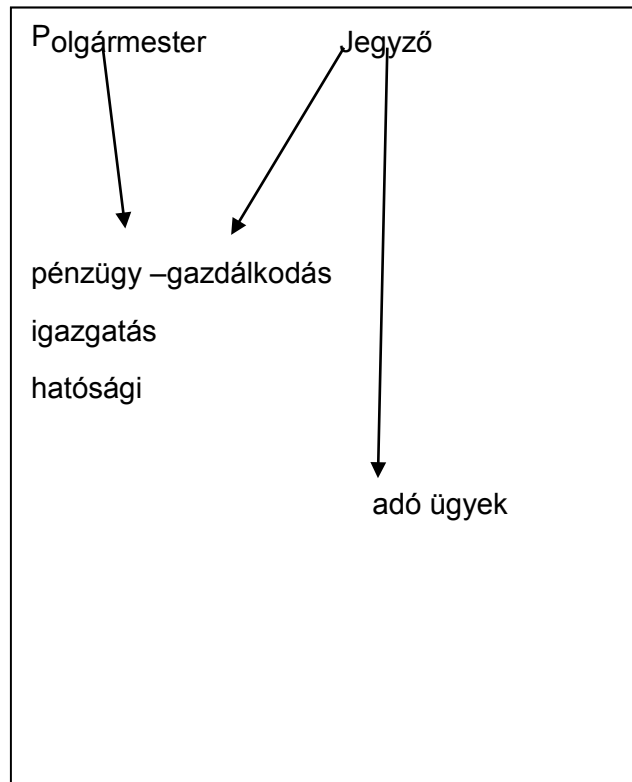 Polgármester Jegyző
pénzügy –gazdálkodás
igazgatás
hatósági
adó ügyek